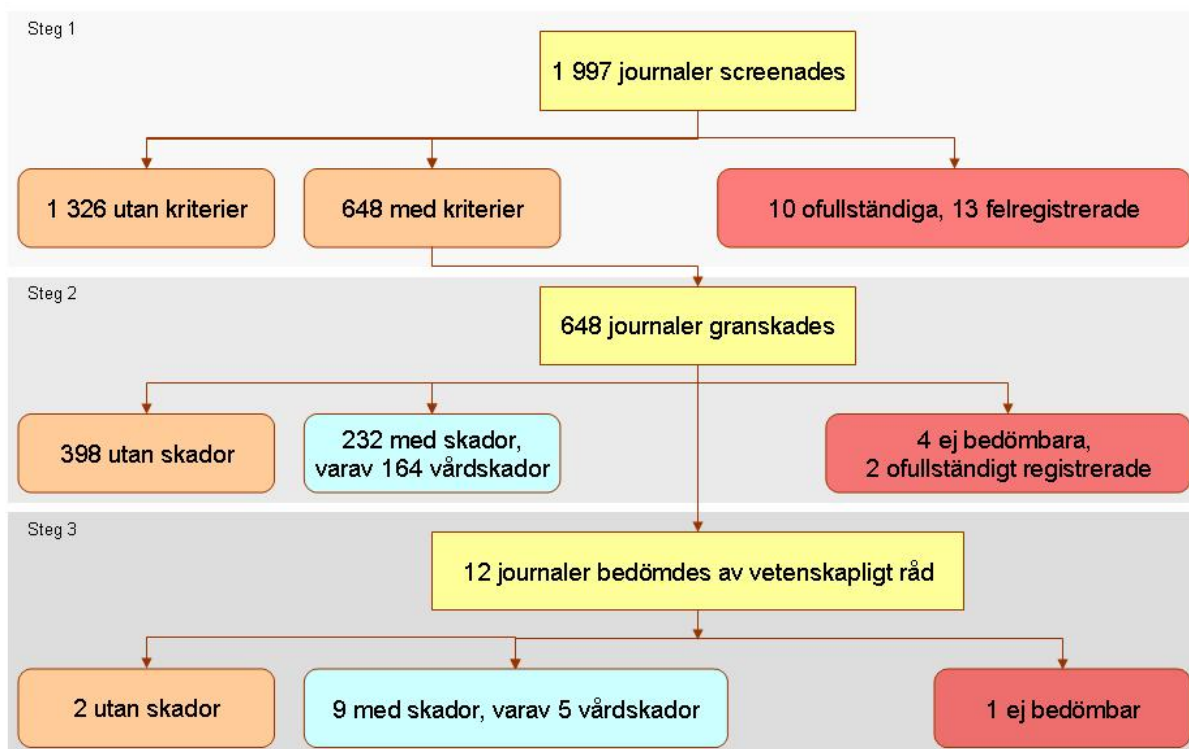 Steg 1
1 997 journaler screenades
1 326 utan kriterier
648 med kriterier
10 ofullständiga, 13 felregistrerade
Steg 2
648 journaler granskades
398 utan skador
232 med skador,
varav 164 vårdskador
4 ej bedömbara,
2 ofullständigt registrerade
Steg 3
12 journaler bedömdes av vetenskapligt råd
2 utan skador
9 med skador, varav 5 vårdskador
1 ej bedömbar